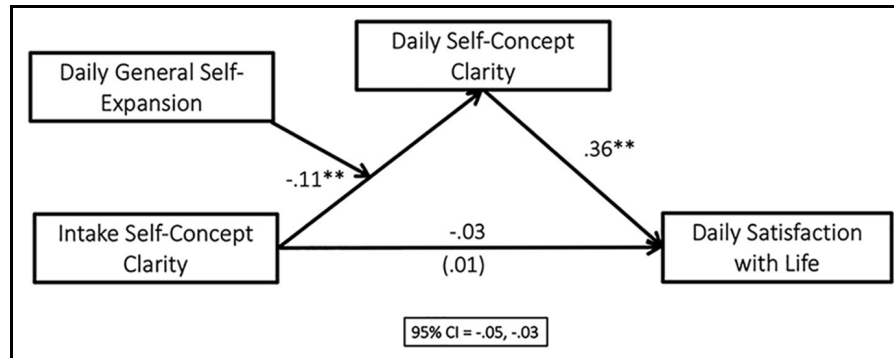 Daily Self-Concept
Clarity
Daily General Self-
Expansion
-.11**
.36**
Intake Self-Concept
Clarity
-.03
(.01)
Daily Satisfaction
with Life
95% CI = -.05, -.03